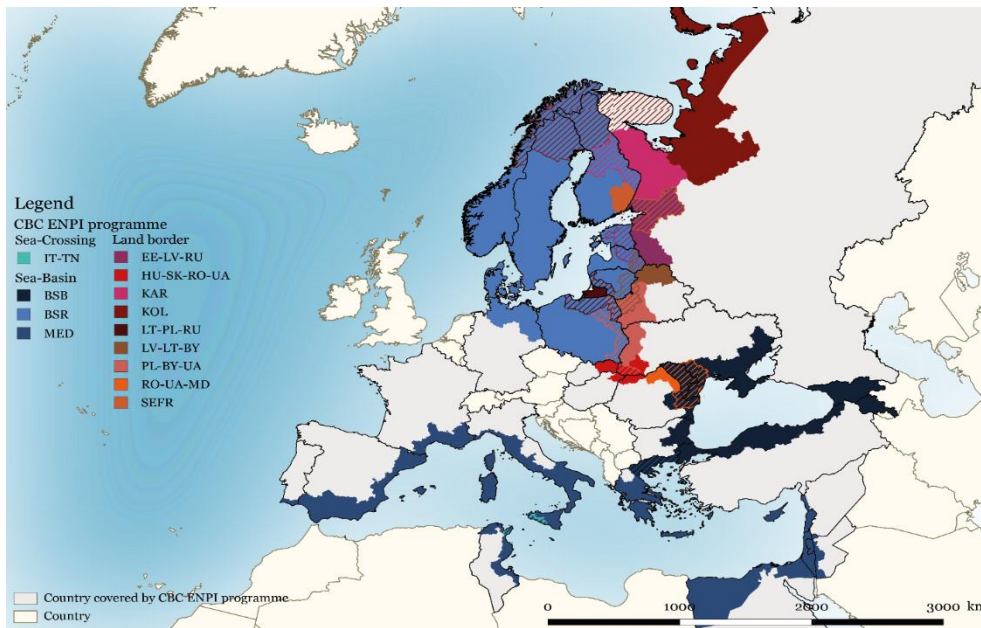 Legend
CBC ENPI programme
Sea-Crossing
IT-TN
Sea-Basin
BSB
BSR
MED
Land border
EE-LV-RU
HU-SK-RO-UA
KAR
KOL
LT-PL-RU
LV-LT-BY
PL-BY-UA
RO-UA-MD
SEFR
Country covered by CBC ENPI programme
Country
0 1000 2000 3000 km